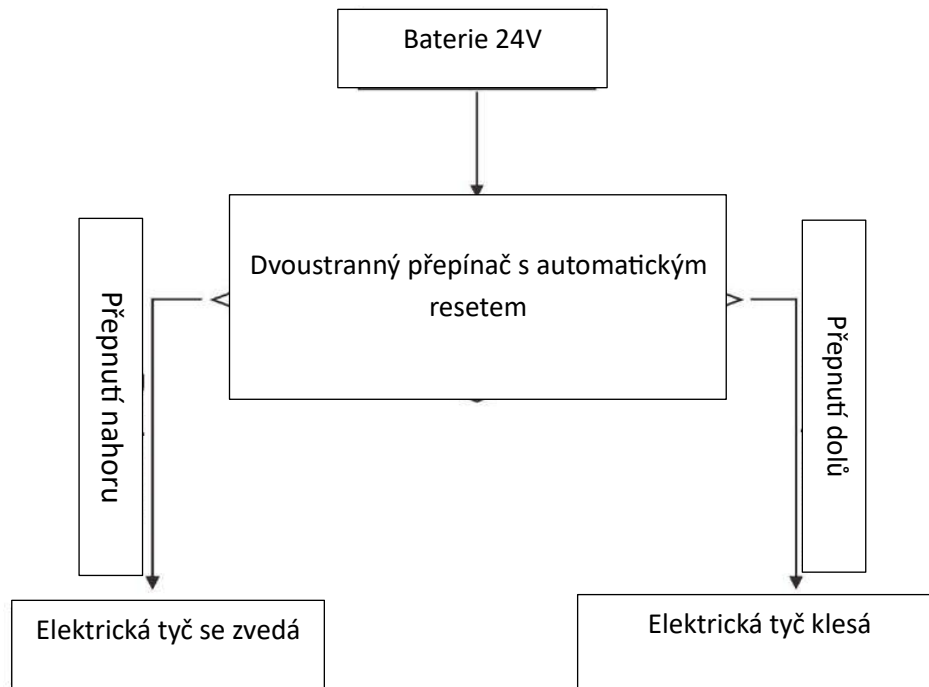 Baterie 24V
Dvoustranný přepínač s automatickým
resetem
Přepnutí nahoru
Přepnutí dolů
Elektrická tyč se zvedá
Elektrická tyč klesá